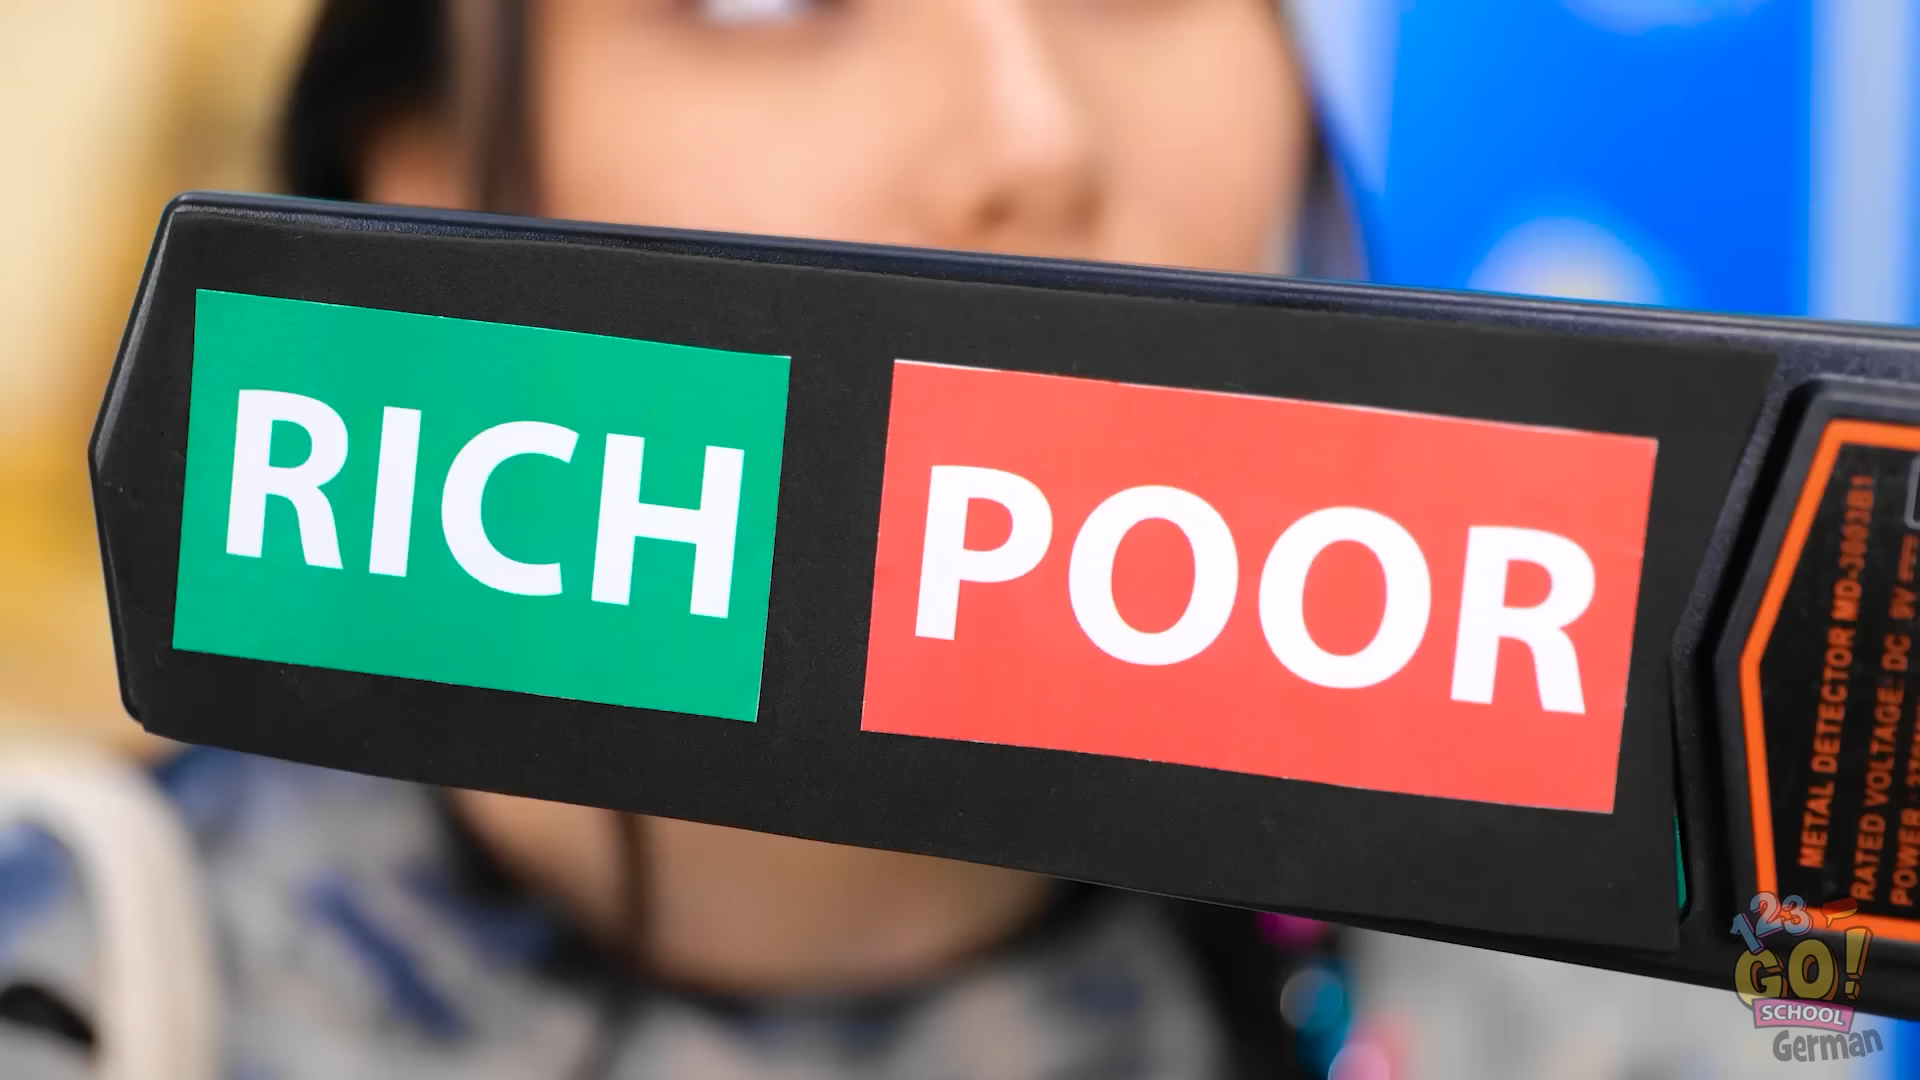 RICH POOR
METAL DETECTOR MD-3003B1
RATED VOLTAGE: DC 9V
POWER:
123
GO!
SCHOOL
German